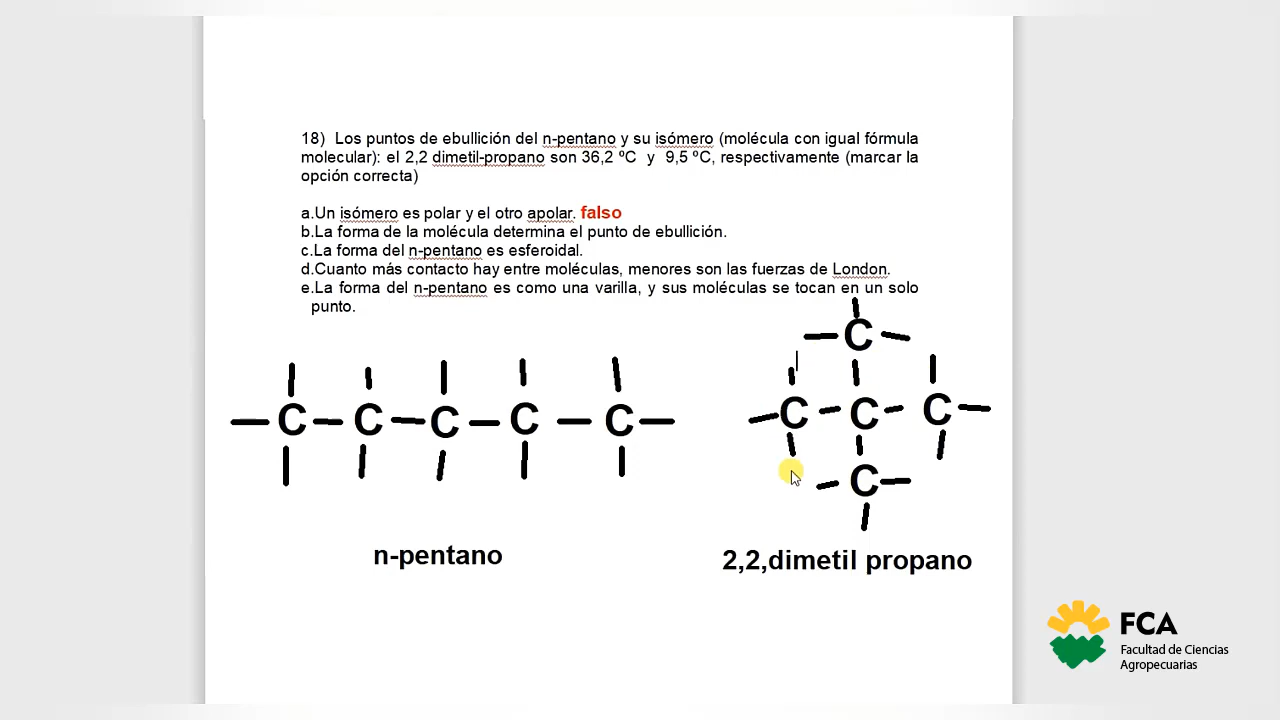 18) Los puntos de ebullición del n-pentano y su isómero (molécula con igual fórmula
molecular): el 2,2 dimetil-propano son 36,2 ºC y 9,5 ºC, respectivamente (marcar la
opción correcta)
a.Un isómero es polar y el otro apolar. falso
b.La forma de la molécula determina el punto de ebullición.
c.La forma del n-pentano es esferoidal.
d.Cuanto más contacto hay entre moléculas, menores son las fuerzas de London.
e.La forma del n-pentano es como una varilla, y sus moléculas se tocan en un solo
punto.
C
C C C C C
C C C
C
n-pentano
2,2,dimetil propano
FCA
Facultad de Ciencias
Agropecuarias